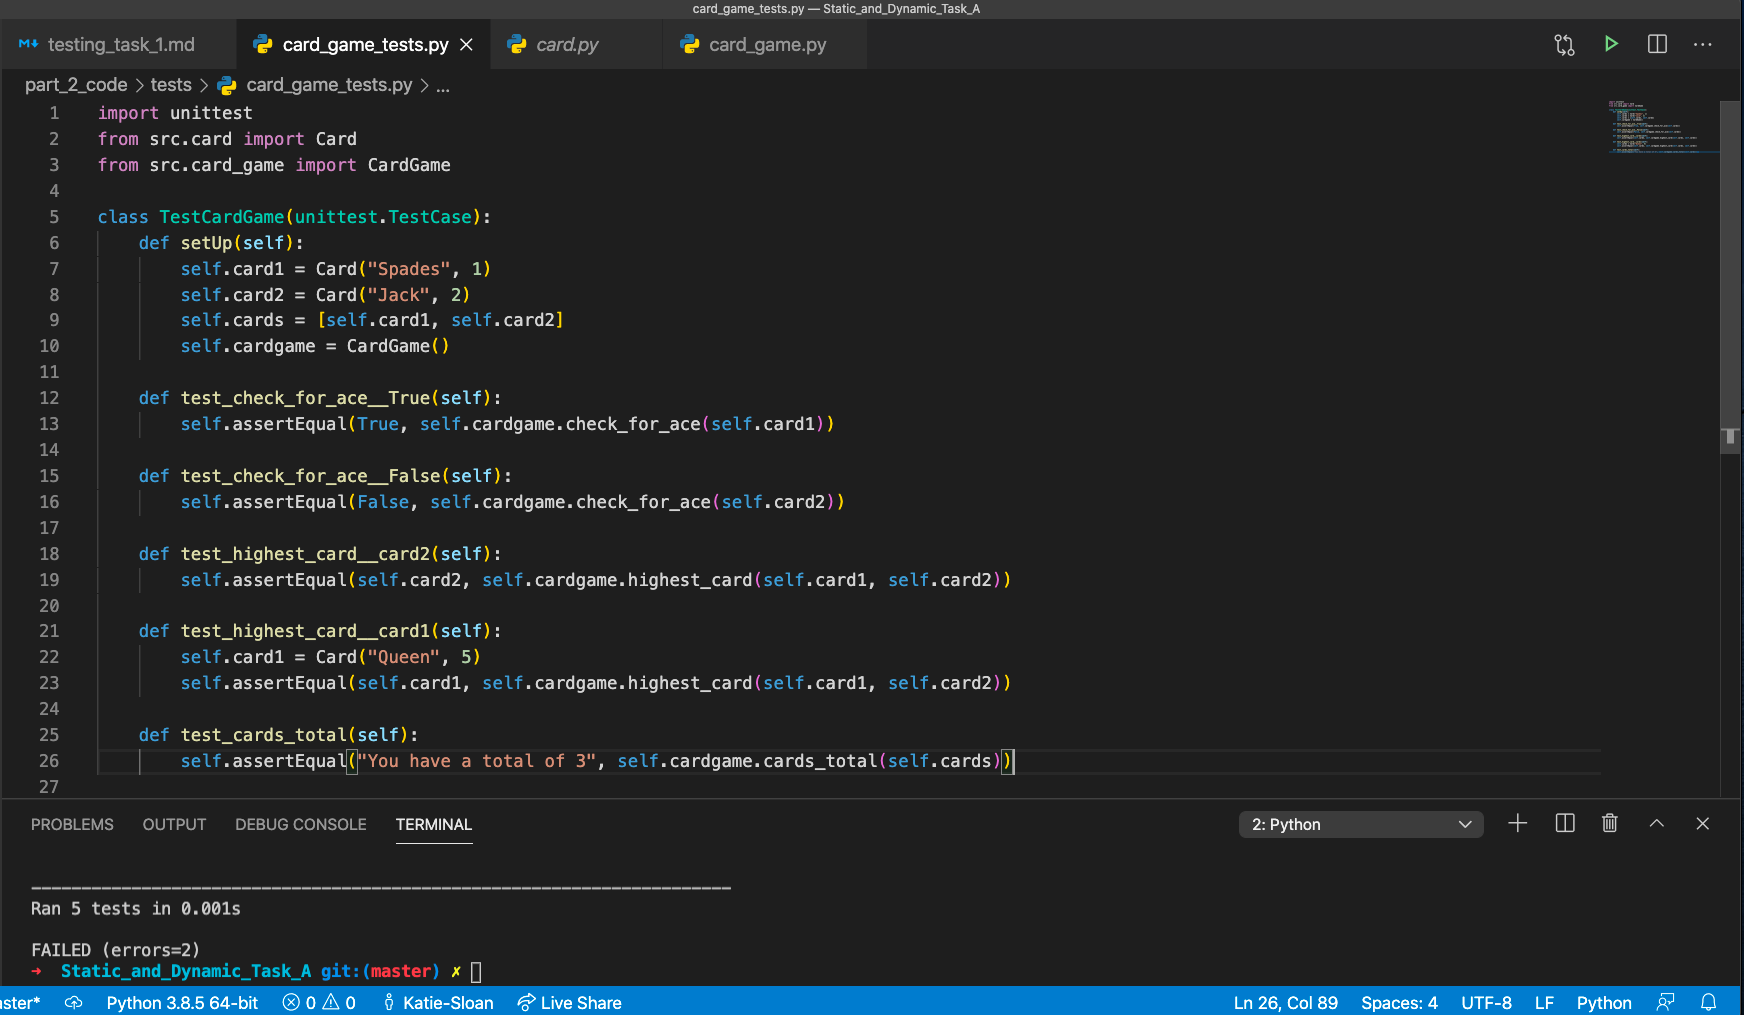 card_game_tests.py — Static_and_Dynamic_Task_A
testing_task_1.md
card_game_tests.py
card.py
card_game.py
part_2_code > tests > card_game_tests.py > ...
1 import unittest
2 from src.card import Card
3 from src.card_game import CardGame
4
5 class TestCardGame(unittest.TestCase):
6 def setUp(self):
7 self.card1 = Card("Spades", 1)
8 self.card2 = Card("Jack", 2)
9 self.cards = [self.card1, self.card2]
10 self.cardgame = CardGame()
11
12 def test_check_for_ace__True(self):
13 self.assertEqual(True, self.cardgame.check_for_ace(self.card1))
14
15 def test_check_for_ace__False(self):
16 self.assertEqual(False, self.cardgame.check_for_ace(self.card2))
17
18 def test_highest_card__card2(self):
19 self.assertEqual(self.card2, self.cardgame.highest_card(self.card1, self.card2))
20
21 def test_highest_card__card1(self):
22 self.card1 = Card("Queen", 5)
23 self.assertEqual(self.card1, self.cardgame.highest_card(self.card1, self.card2))
24
25 def test_cards_total(self):
26 self.assertEqual("You have a total of 3", self.cardgame.cards_total(self.cards))
27
PROBLEMS OUTPUT DEBUG CONSOLE TERMINAL 2: Python
----------------------------------------------------------------------
Ran 5 tests in 0.001s
FAILED (errors=2)
→ Static_and_Dynamic_Task_A git:(master) ✗
ster* Python 3.8.5 64-bit 0 0 Katie-Sloan Live Share Ln 26, Col 89 Spaces: 4 UTF-8 LF Python